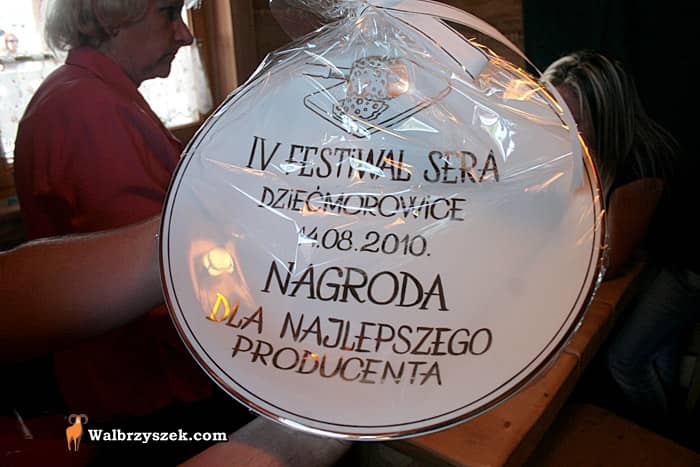 IV FESTIWAL SERA
DZIEĆMOROWICE
14.08.2010.
NAGRODA
DLA NAJLEPSZEGO
PRODUCENTA
Walbrzyszek.com